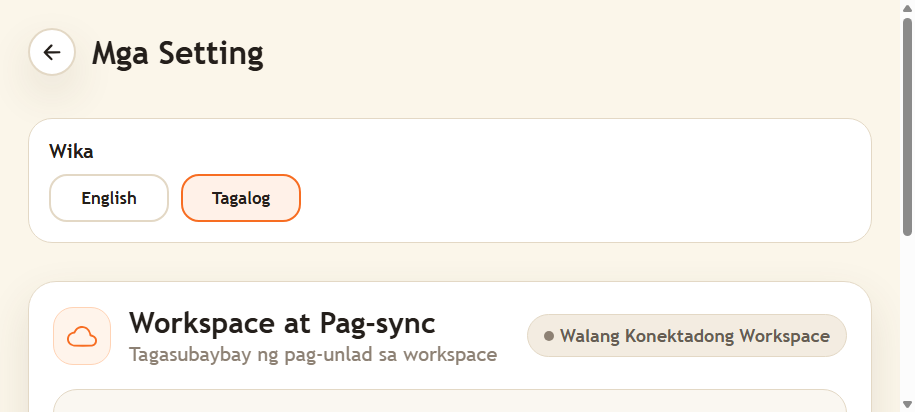 Mga Setting
Wika
English
Tagalog
Workspace at Pag-sync
Tagasubaybay ng pag-unlad sa workspace
Walang Konektadong Workspace